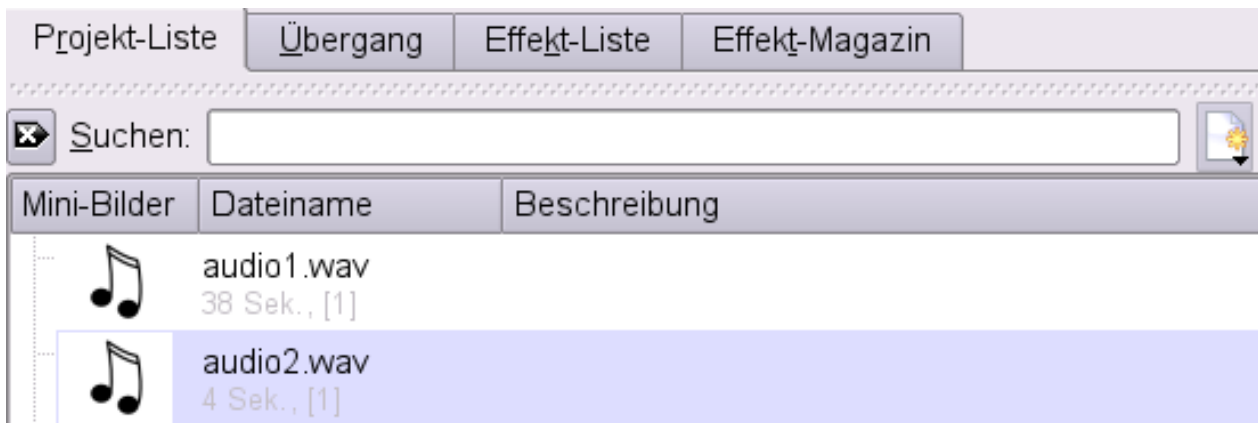 Projekt-Liste Übergang Effekt-Liste Effekt-Magazin
Suchen:
Mini-Bilder Dateiname Beschreibung
audio1.wav
38 Sek., [1]
audio2.wav
4 Sek., [1]